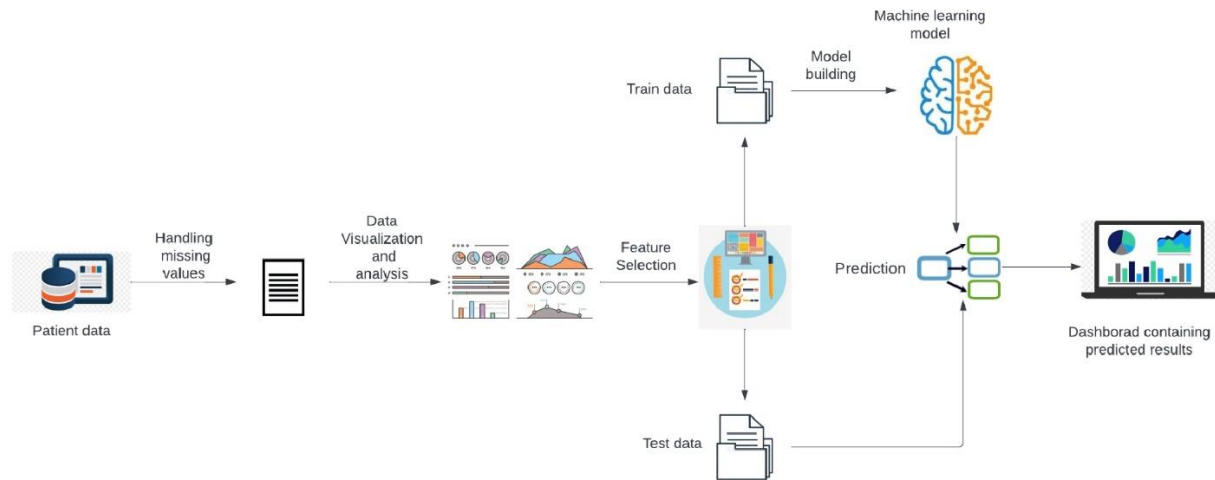 Machine learning
model
Model
building
Train data
Data
Visualization
and
analysis
Handling
missing
values
Feature
Selection
Prediction
Patient data
Dashborad containing
predicted results
Test data